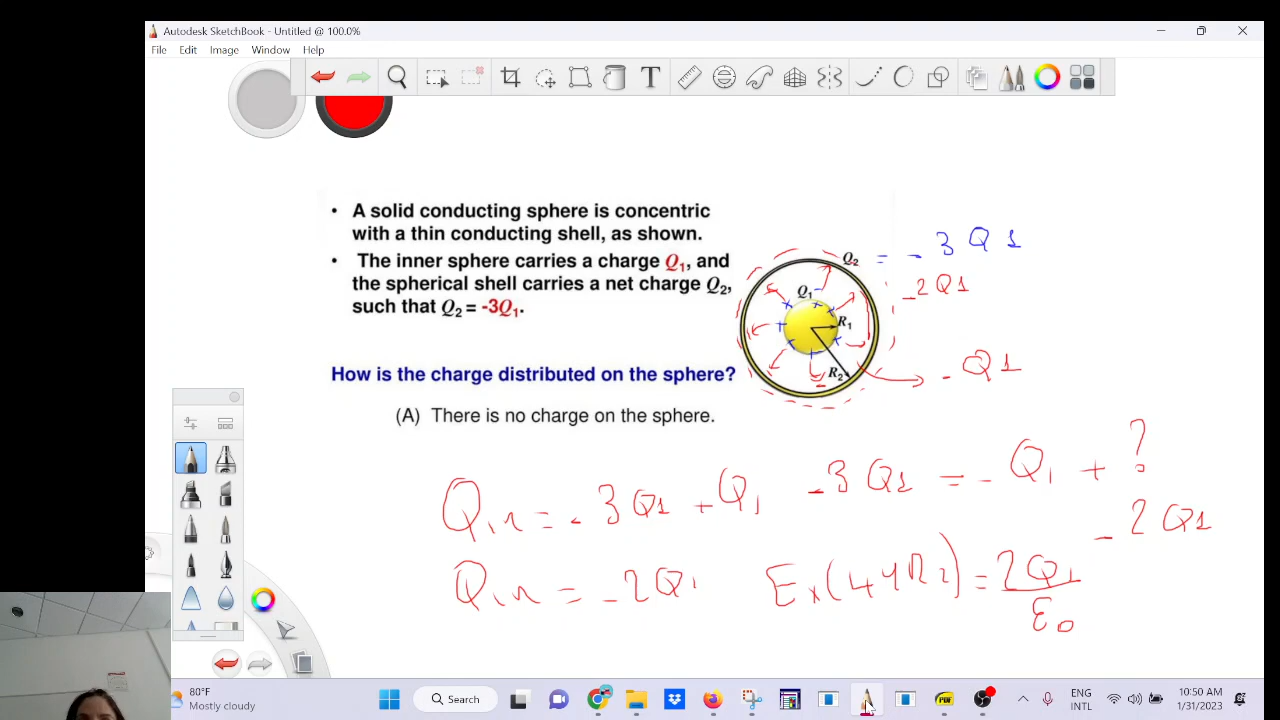 Autodesk SketchBook - Untitled @ 100.0%
File Edit Image Window Help
T
• A solid conducting sphere is concentric
with a thin conducting shell, as shown.
• The inner sphere carries a charge Q1, and
the spherical shell carries a net charge Q2,
such that Q2 = -3Q1.
Q2 = - 3 Q1
- 2Q1
Q1
R1
R2
- Q1
How is the charge distributed on the sphere?
(A) There is no charge on the sphere.
Qin = - 3Q1 + Q1
- 3Q1 = - Q1 + ?
- 2Q1
Qin = - 2Q1
= 2Q1
ε0
80°F
Mostly cloudy
Search
ENG
INTL
10:50 AM
1/31/2023